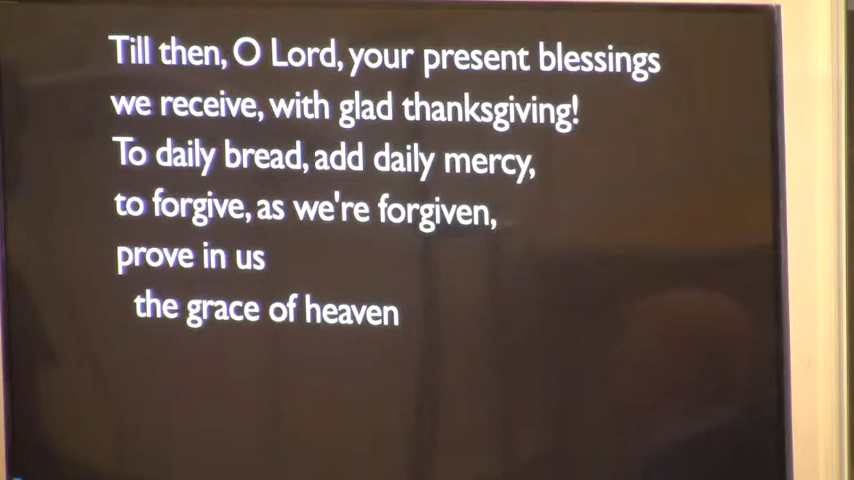 Till then, O Lord, your present blessings
we receive, with glad thanksgiving!
To daily bread, add daily mercy,
to forgive, as we're forgiven,
prove in us
the grace of heaven